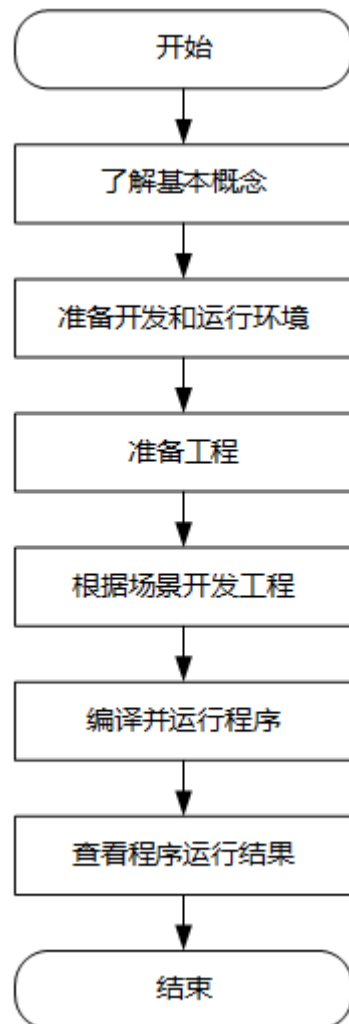 开始
了解基本概念
准备开发和运行环境
准备工程
根据场景开发工程
编译并运行程序
查看程序运行结果
结束